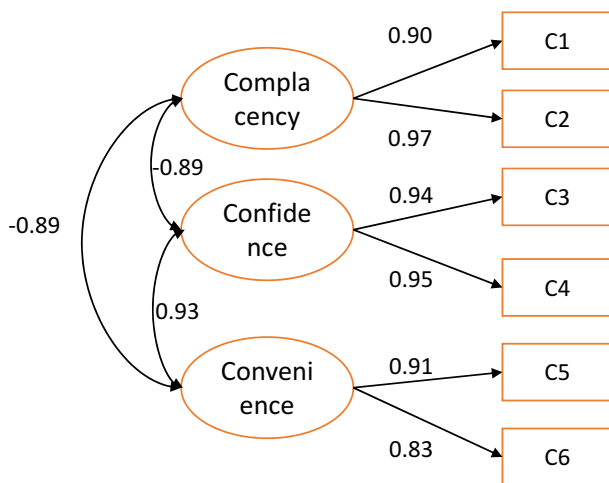 0.90
C1
Compla
cency
C2
0.97
-0.89
C3
0.94
-0.89
Confide
nce
0.95
C4
0.93
C5
0.91
Conveni
ence
0.83
C6